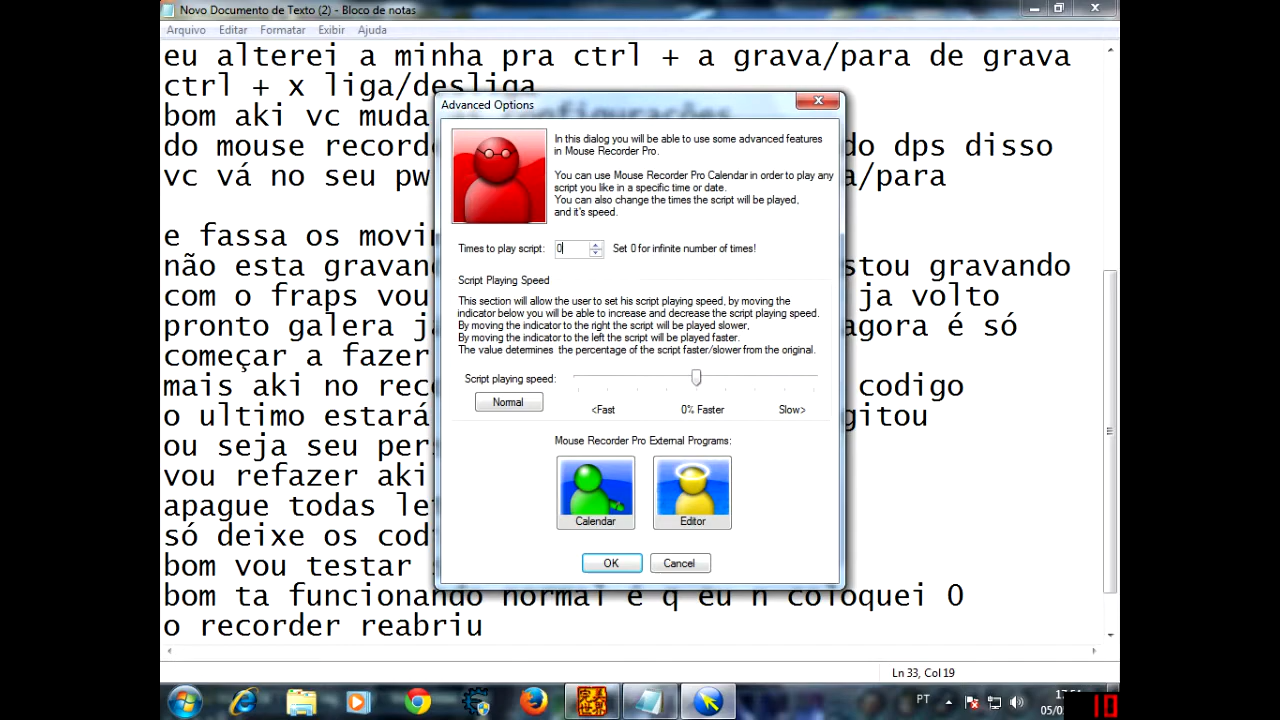 Novo Documento de Texto (2) - Bloco de notas
Arquivo Editar Formatar Exibir Ajuda
eu alterei a minha pra ctrl + a grava/para de grava
ctrl + x liga/desliga
bom aki vc muda as configurações
do mouse recorde do dps disso
vc vá no seu pw a/para
e fassa os movin
não esta gravand stou gravando
com o fraps vou ja volto
pronto galera ja agora é só
começar a fazer
mais aki no reco codigo
o ultimo estará gitou
ou seja seu per
vou refazer aki
apague todas let
só deixe os cod
bom vou testar
bom ta funcionando normal é q eu n coloquei 0
o recorder reabriu
Advanced Options
In this dialog you will be able to use some advanced features
in Mouse Recorder Pro.
You can use Mouse Recorder Pro Calendar in order to play any
script you like in a specific time or date.
You can also change the times the script will be played,
and it's speed.
Times to play script: 0 Set 0 for infinite number of times!
Script Playing Speed
This section will allow the user to set his script playing speed, by moving the
indicator below you will be able to increase and decrease the script playing speed.
By moving the indicator to the right the script will be played slower,
By moving the indicator to the left the script will be played faster.
The value determines the percentage of the script faster/slower from the original.
Script playing speed:
Normal
<Fast 0% Faster Slow>
Mouse Recorder Pro External Programs:
Calendar Editor
OK Cancel
Ln 33, Col 19
PT
10